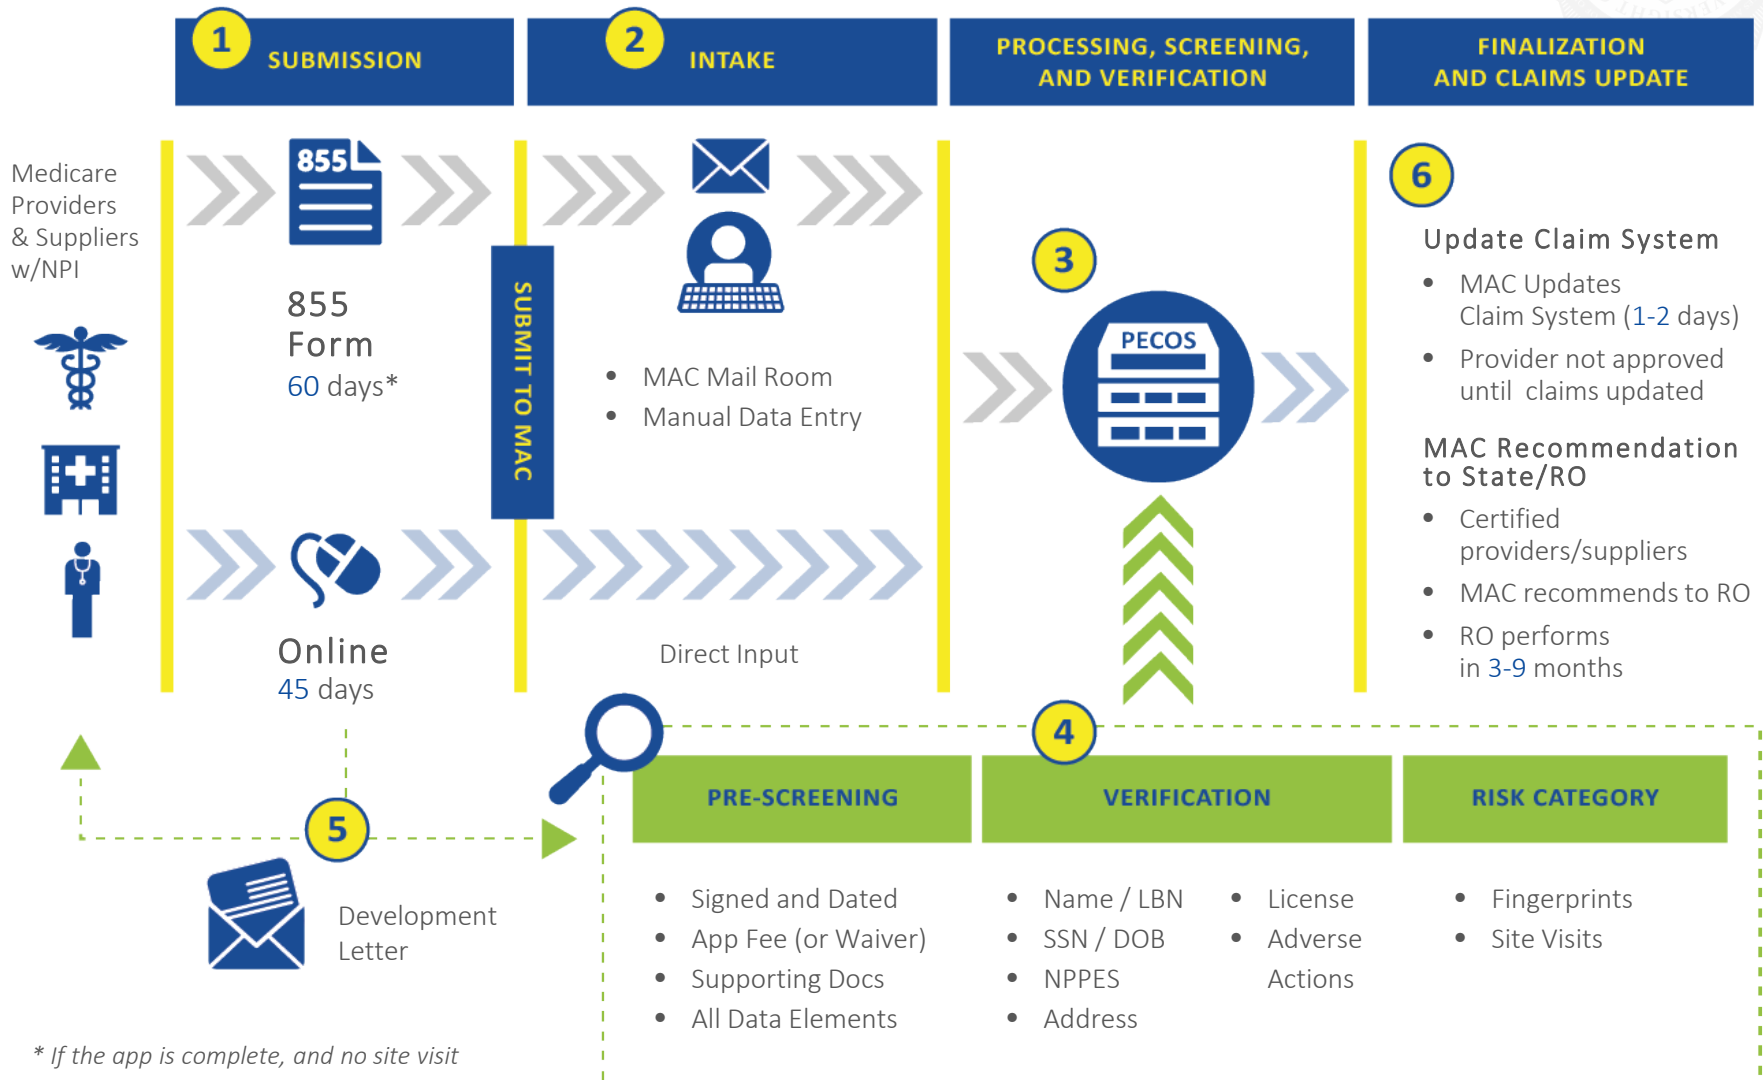 1
SUBMISSION
2
INTAKE
PROCESSING, SCREENING,
AND VERIFICATION
FINALIZATION
AND CLAIMS UPDATE
Medicare
Providers
& Suppliers
w/NPI
855
855
Form
60 days*
Online
45 days
SUBMIT TO MAC
• MAC Mail Room
• Manual Data Entry
Direct Input
3
PECOS
6
Update Claim System
• MAC Updates
Claim System (1-2 days)
• Provider not approved
until claims updated
MAC Recommendation
to State/RO
• Certified
providers/suppliers
• MAC recommends to RO
• RO performs
in 3-9 months
4
PRE-SCREENING
• Signed and Dated
• App Fee (or Waiver)
• Supporting Docs
• All Data Elements
VERIFICATION
• Name / LBN
• SSN / DOB
• NPPES
• Address
• License
• Adverse
Actions
RISK CATEGORY
• Fingerprints
• Site Visits
5
Development
Letter
* If the app is complete, and no site visit